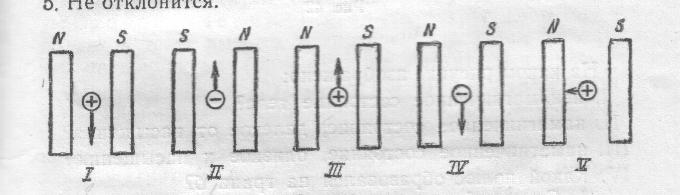 5. Не отклонится.
N S S N N S N S N S
+ - + - +
I II III IV V